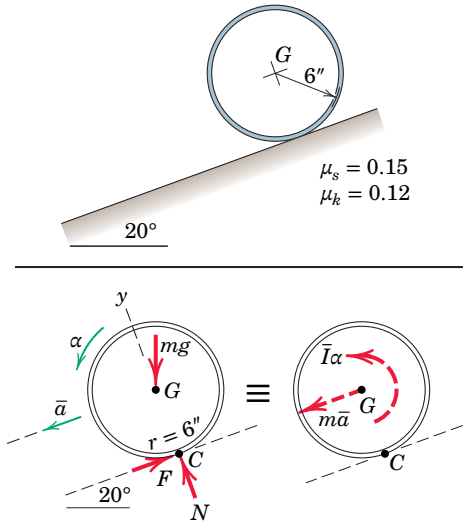 G
6″
μs = 0.15
μk = 0.12
20°
y
α
mg
G
ā
r = 6″
C
F
20°
N
≡
Īα
G
mā
C